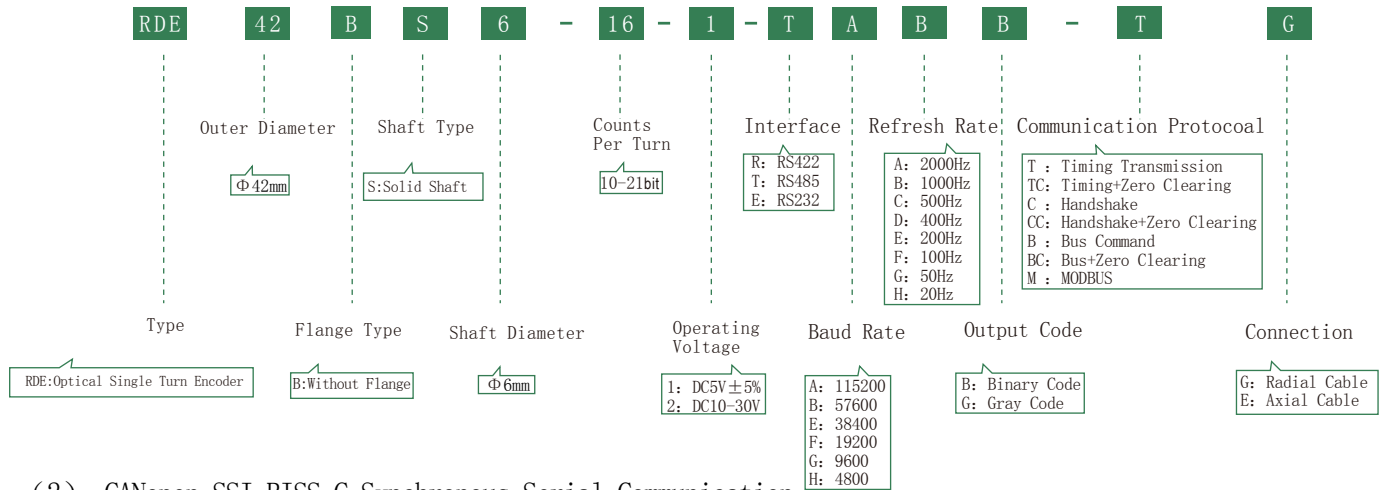 RDE 42 B S 6 - 16 - 1 - T A B B - T G
Outer Diameter
Φ42mm
Shaft Type
S:Solid Shaft
Counts
Per Turn
10-21bit
Interface
R: RS422
T: RS485
E: RS232
Refresh Rate
A: 2000Hz
B: 1000Hz
C: 500Hz
D: 400Hz
E: 200Hz
F: 100Hz
G: 50Hz
H: 20Hz
Communication Protocoal
T : Timing Transmission
TC: Timing+Zero Clearing
C : Handshake
CC: Handshake+Zero Clearing
B : Bus Command
BC: Bus+Zero Clearing
M : MODBUS
Type
RDE:Optical Single Turn Encoder
Flange Type
B:Without Flange
Shaft Diameter
Φ6mm
Operating
Voltage
1: DC5V±5%
2: DC10-30V
Baud Rate
A: 115200
B: 57600
E: 38400
F: 19200
G: 9600
H: 4800
Output Code
B: Binary Code
G: Gray Code
Connection
G: Radial Cable
E: Axial Cable